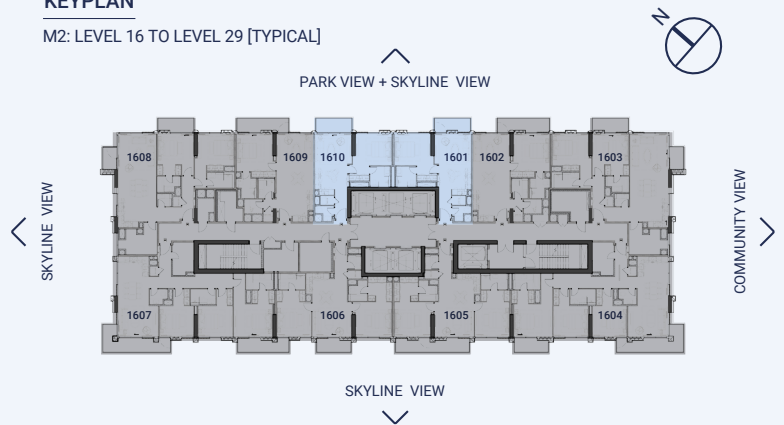 KEYPLAN
M2: LEVEL 16 TO LEVEL 29 [TYPICAL]
N
PARK VIEW + SKYLINE VIEW
1608
1609
1610
1601
1602
1603
SKYLINE VIEW
COMMUNITY VIEW
1607
1606
1605
1604
SKYLINE VIEW